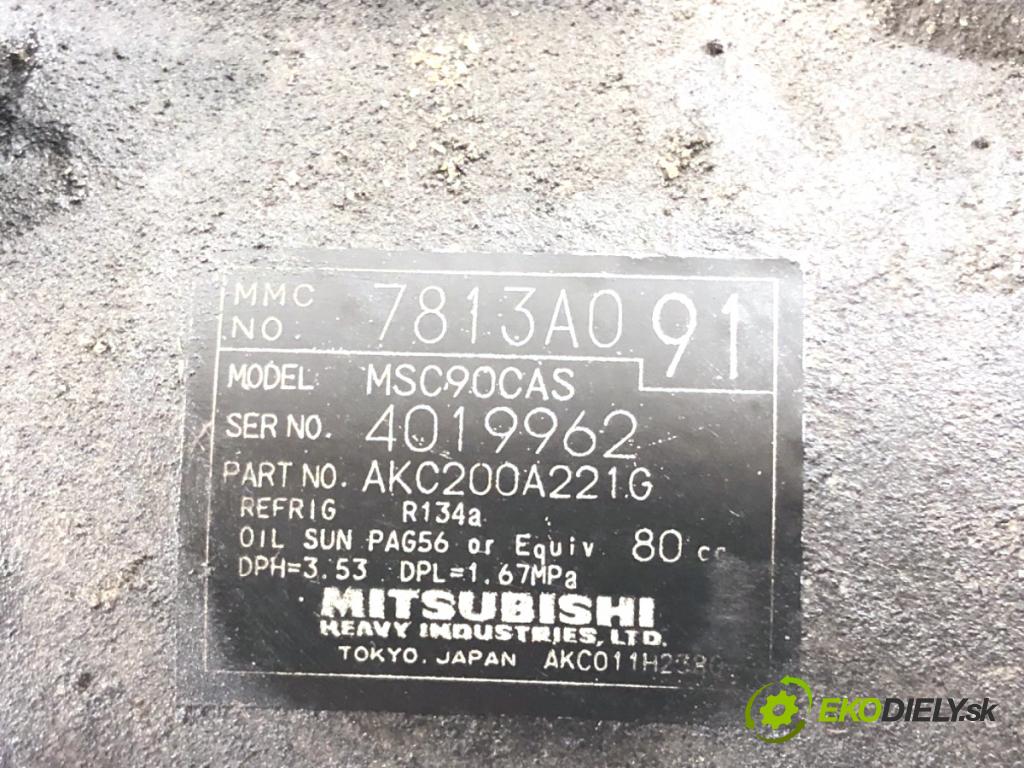 MMC NO 7813A091
MODEL MSC90CAS
SER NO. 4019962
PART NO. AKC200A221G
REFRIG R134a
OIL SUN PAG56 or Equiv 80 cc
DPH=3.53 DPL=1.67MPa
MITSUBISHI
HEAVY INDUSTRIES, LTD.
TOKYO. JAPAN
EKODIELY.sk